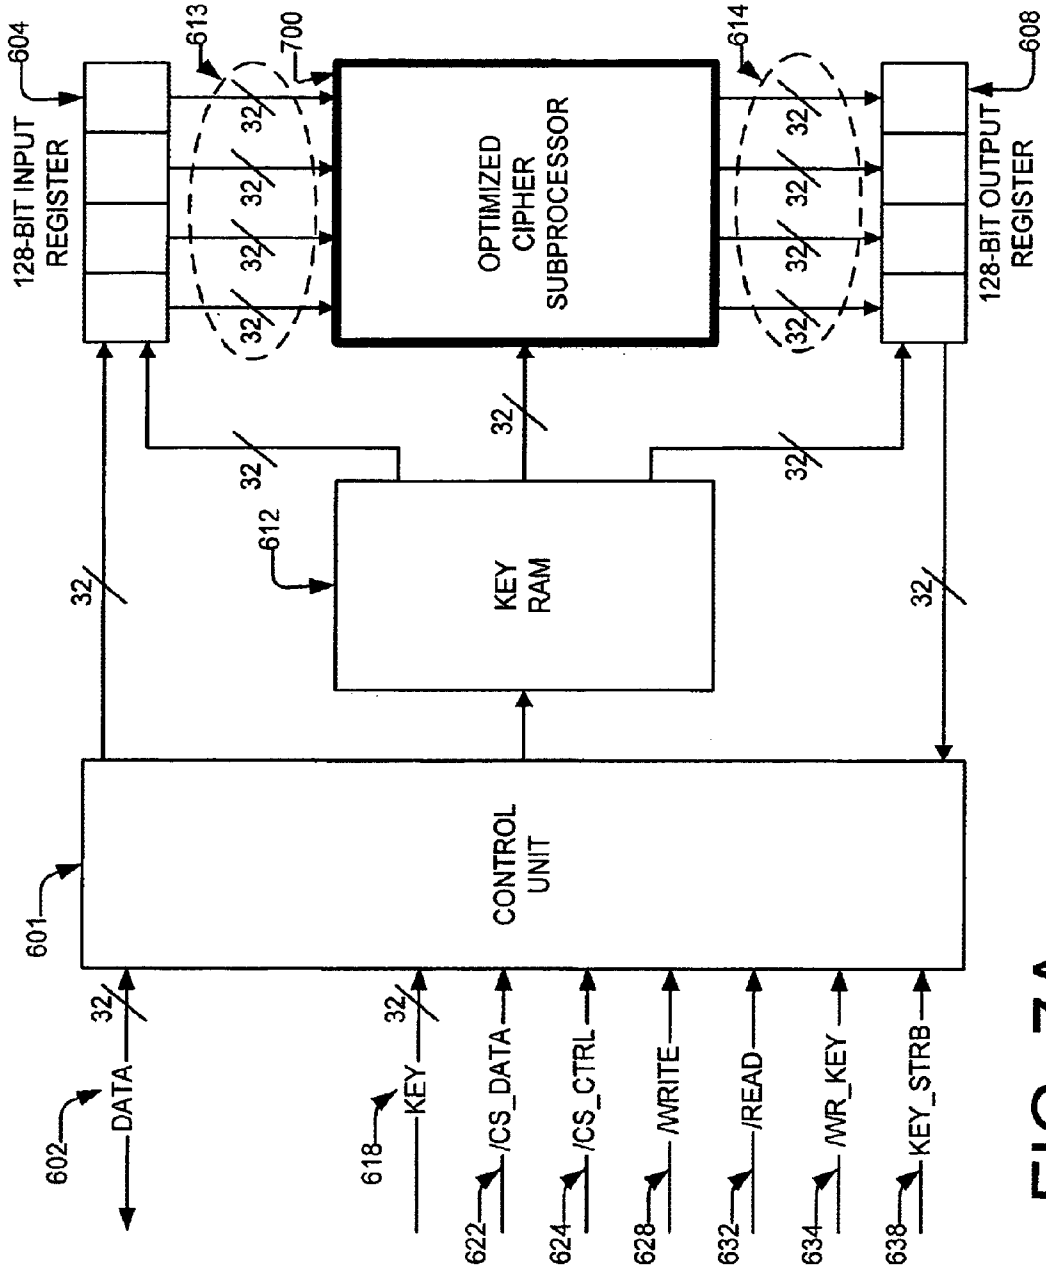 604
128-BIT INPUT
REGISTER
601
602
DATA
32
32
613
32
32
32
32
32
700
612
618
KEY
32
622
/CS_DATA
624
/CS_CTRL
CONTROL
UNIT
KEY
RAM
32
OPTIMIZED
CIPHER
SUBPROCESSOR
628
/WRITE
632
/READ
614
32
32
32
32
32
634
/WR_KEY
638
KEY_STRB
32
608
128-BIT OUTPUT
REGISTER
FIG. 7A